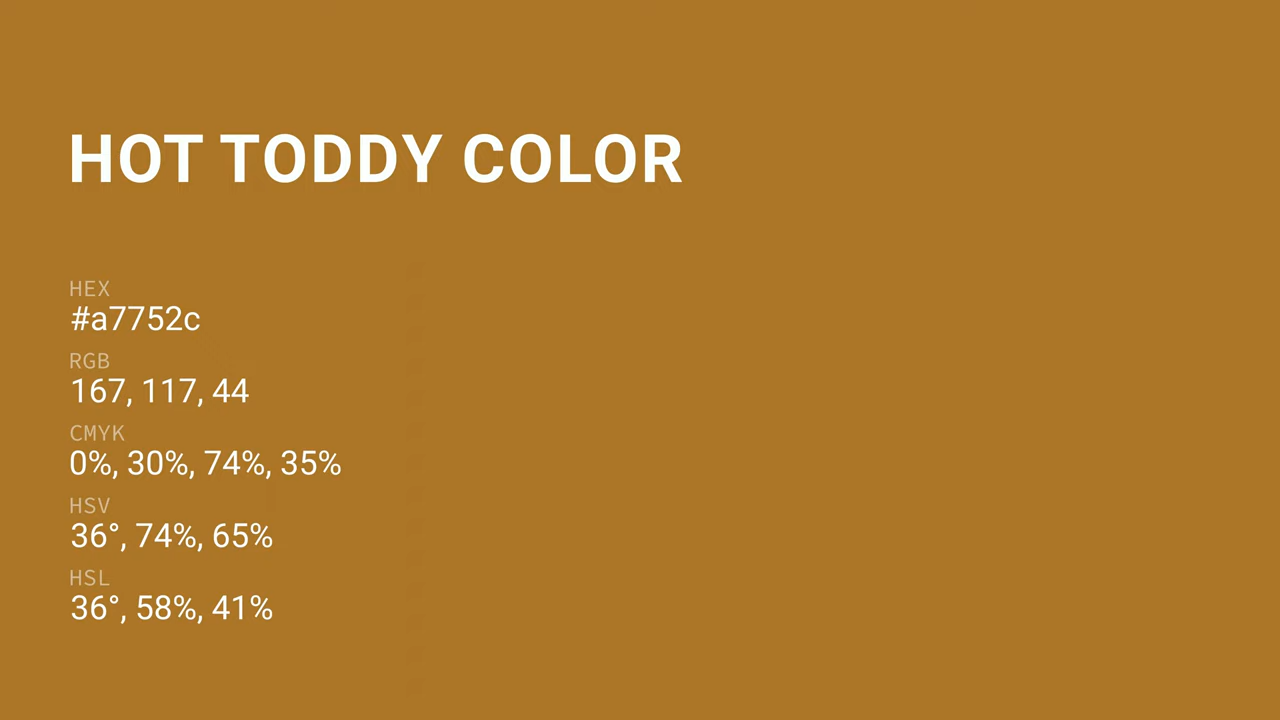 HOT TODDY COLOR
HEX
#a7752c
RGB
167, 117, 44
CMYK
0%, 30%, 74%, 35%
HSV
36°, 74%, 65%
HSL
36°, 58%, 41%